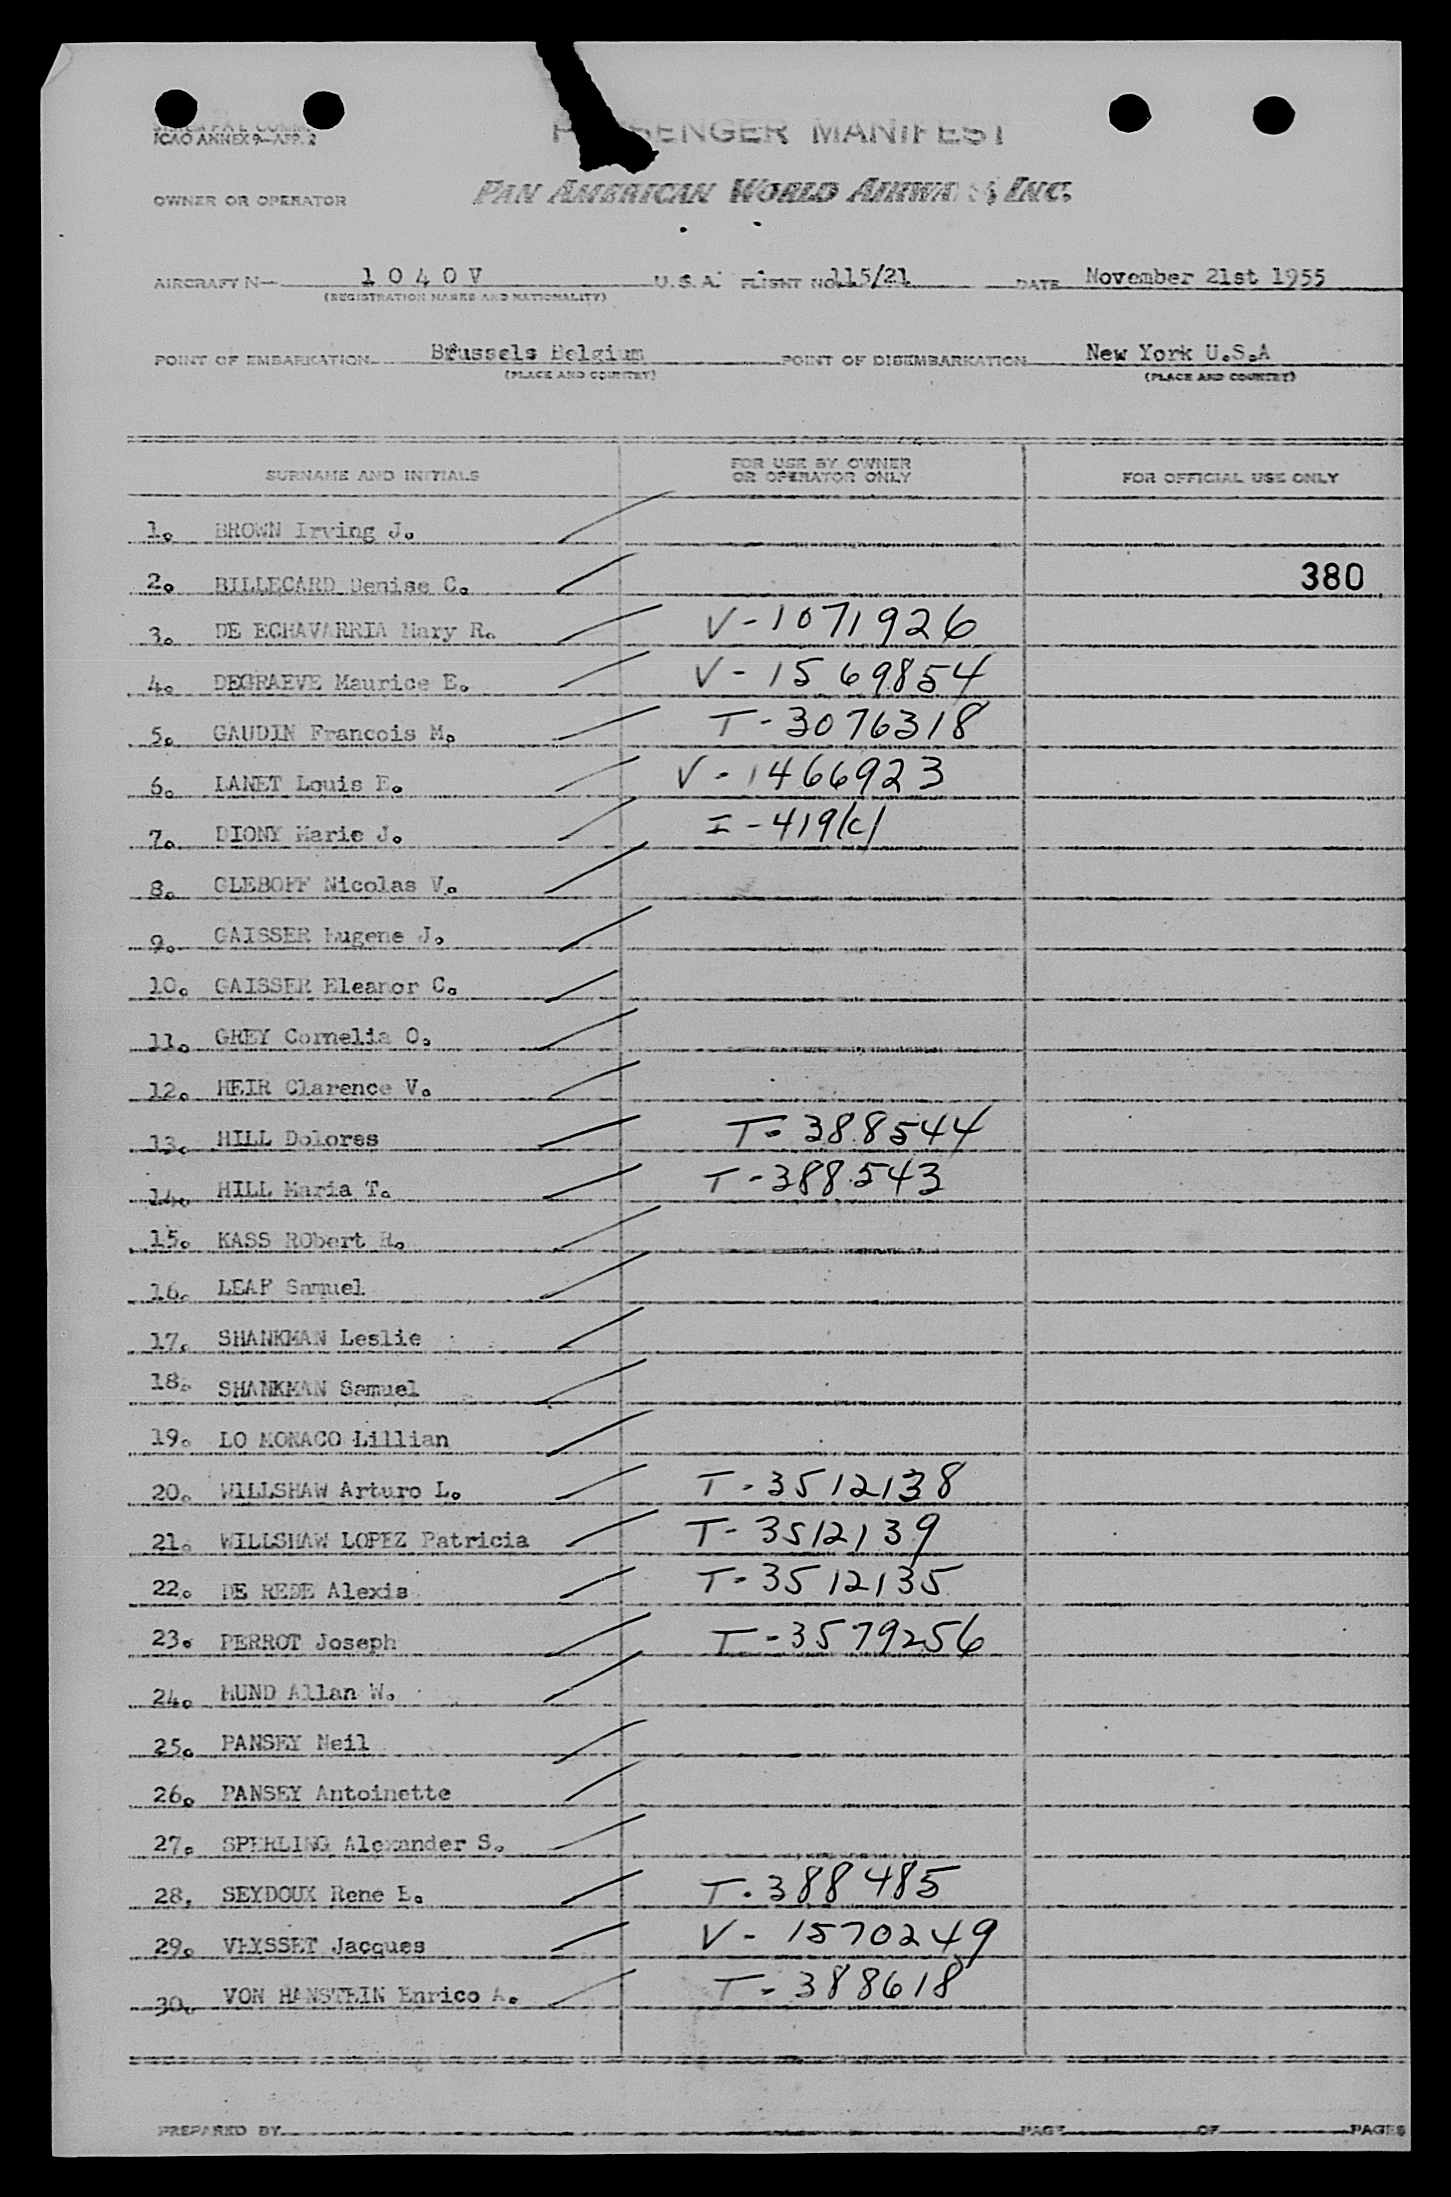 ICAO ANNEX 9—APP. 2
PASSENGER MANIFEST
OWNER OR OPERATOR PAN AMERICAN WORLD AIRWAYS, INC.
AIRCRAFT N— 1 0 4 0 V U. S. A. FLIGHT NO. 115/21 DATE November 21st 1955
(REGISTRATION MARKS AND NATIONALITY)
POINT OF EMBARKATION Brussels Belgium POINT OF DISEMBARKATION New York U.S.A
(PLACE AND COUNTRY) (PLACE AND COUNTRY)
SURNAME AND INITIALS FOR USE BY OWNER OR OPERATOR ONLY FOR OFFICIAL USE ONLY
1. BROWN Irving J.
2. BILLECARD Denise C. 380
3. DE ECHAVARRIA Mary R. V-1071926
4. DEGRAEVE Maurice E. V-1569854
5. GAUDIN Francois M. T-3076318
6. LANET Louis E. V-1466923
7. DIONY Marie J. I-419(c)
8. GLEBOFF Nicolas V.
9. GAISSER Eugene J.
10. GAISSER Eleanor C.
11. GREY Cornelia O.
12. HEIR Clarence V.
13. HILL Dolores T-388544
14. HILL Maria T. T-388543
15. KASS RObert H.
16. LEAF Samuel
17. SHANKMAN Leslie
18. SHANKMAN Samuel
19. LO MONACO Lillian
20. WILLSHAW Arturo L. T-3512138
21. WILLSHAW LOPEZ Patricia T-3512139
22. DE REDE Alexis T-3512135
23. PERROT Joseph T-3579256
24. MUND Allan W.
25. PANSEY Neil
26. PANSEY Antoinette
27. SPERLING Alexander S.
28. SEYDOUX Rene E. T-388485
29. VEYSSET Jacques V-1570249
30. VON HANSTEIN Enrico A. T-388618
PREPARED BY PAGE OF PAGES